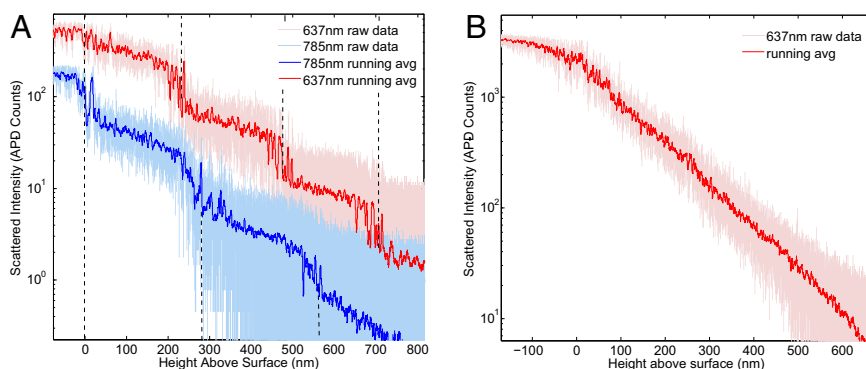 A
637nm raw data
785nm raw data
785nm running avg
637nm running avg
Scattered Intensity (APD Counts)
10²
10¹
10⁰
0 100 200 300 400 500 600 700 800
Height Above Surface (nm)
B
637nm raw data
running avg
Scattered Intensity (APD Counts)
10³
10²
10¹
−100 0 100 200 300 400 500 600
Height above surface (nm)